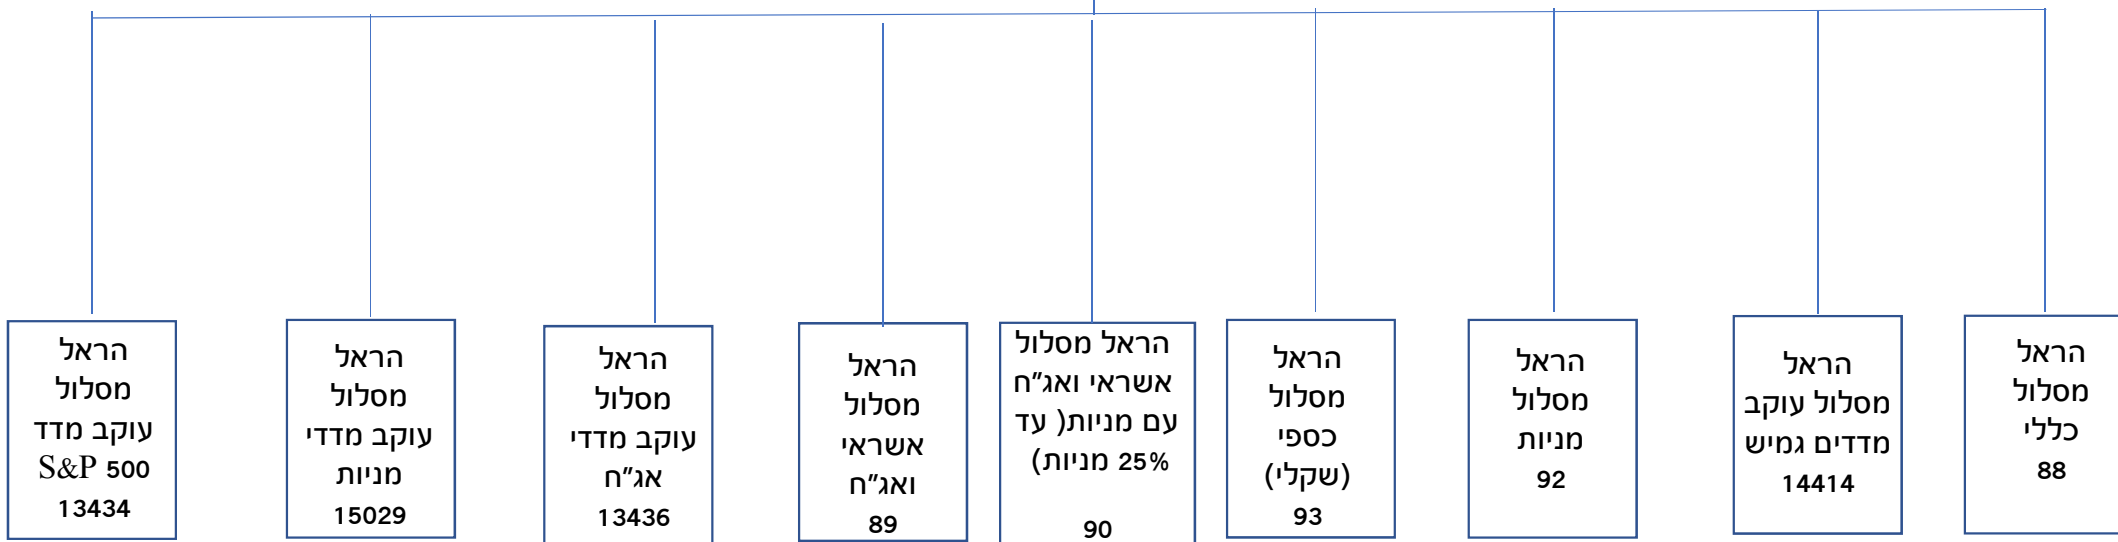 הראל
מסלול
כללי
88
הראל
מסלול עוקב
מדדים גמיש
14414
הראל
מסלול
מניות
92
הראל
מסלול
כספי
(שקלי)
93
הראל מסלול
אשראי ואג"ח
עם מניות( עד
25% מניות)
90
הראל
מסלול
אשראי
ואג"ח
89
הראל
מסלול
עוקב מדדי
אג"ח
13436
הראל
מסלול
עוקב מדדי
מניות
15029
הראל
מסלול
עוקב מדד
S&P 500
13434